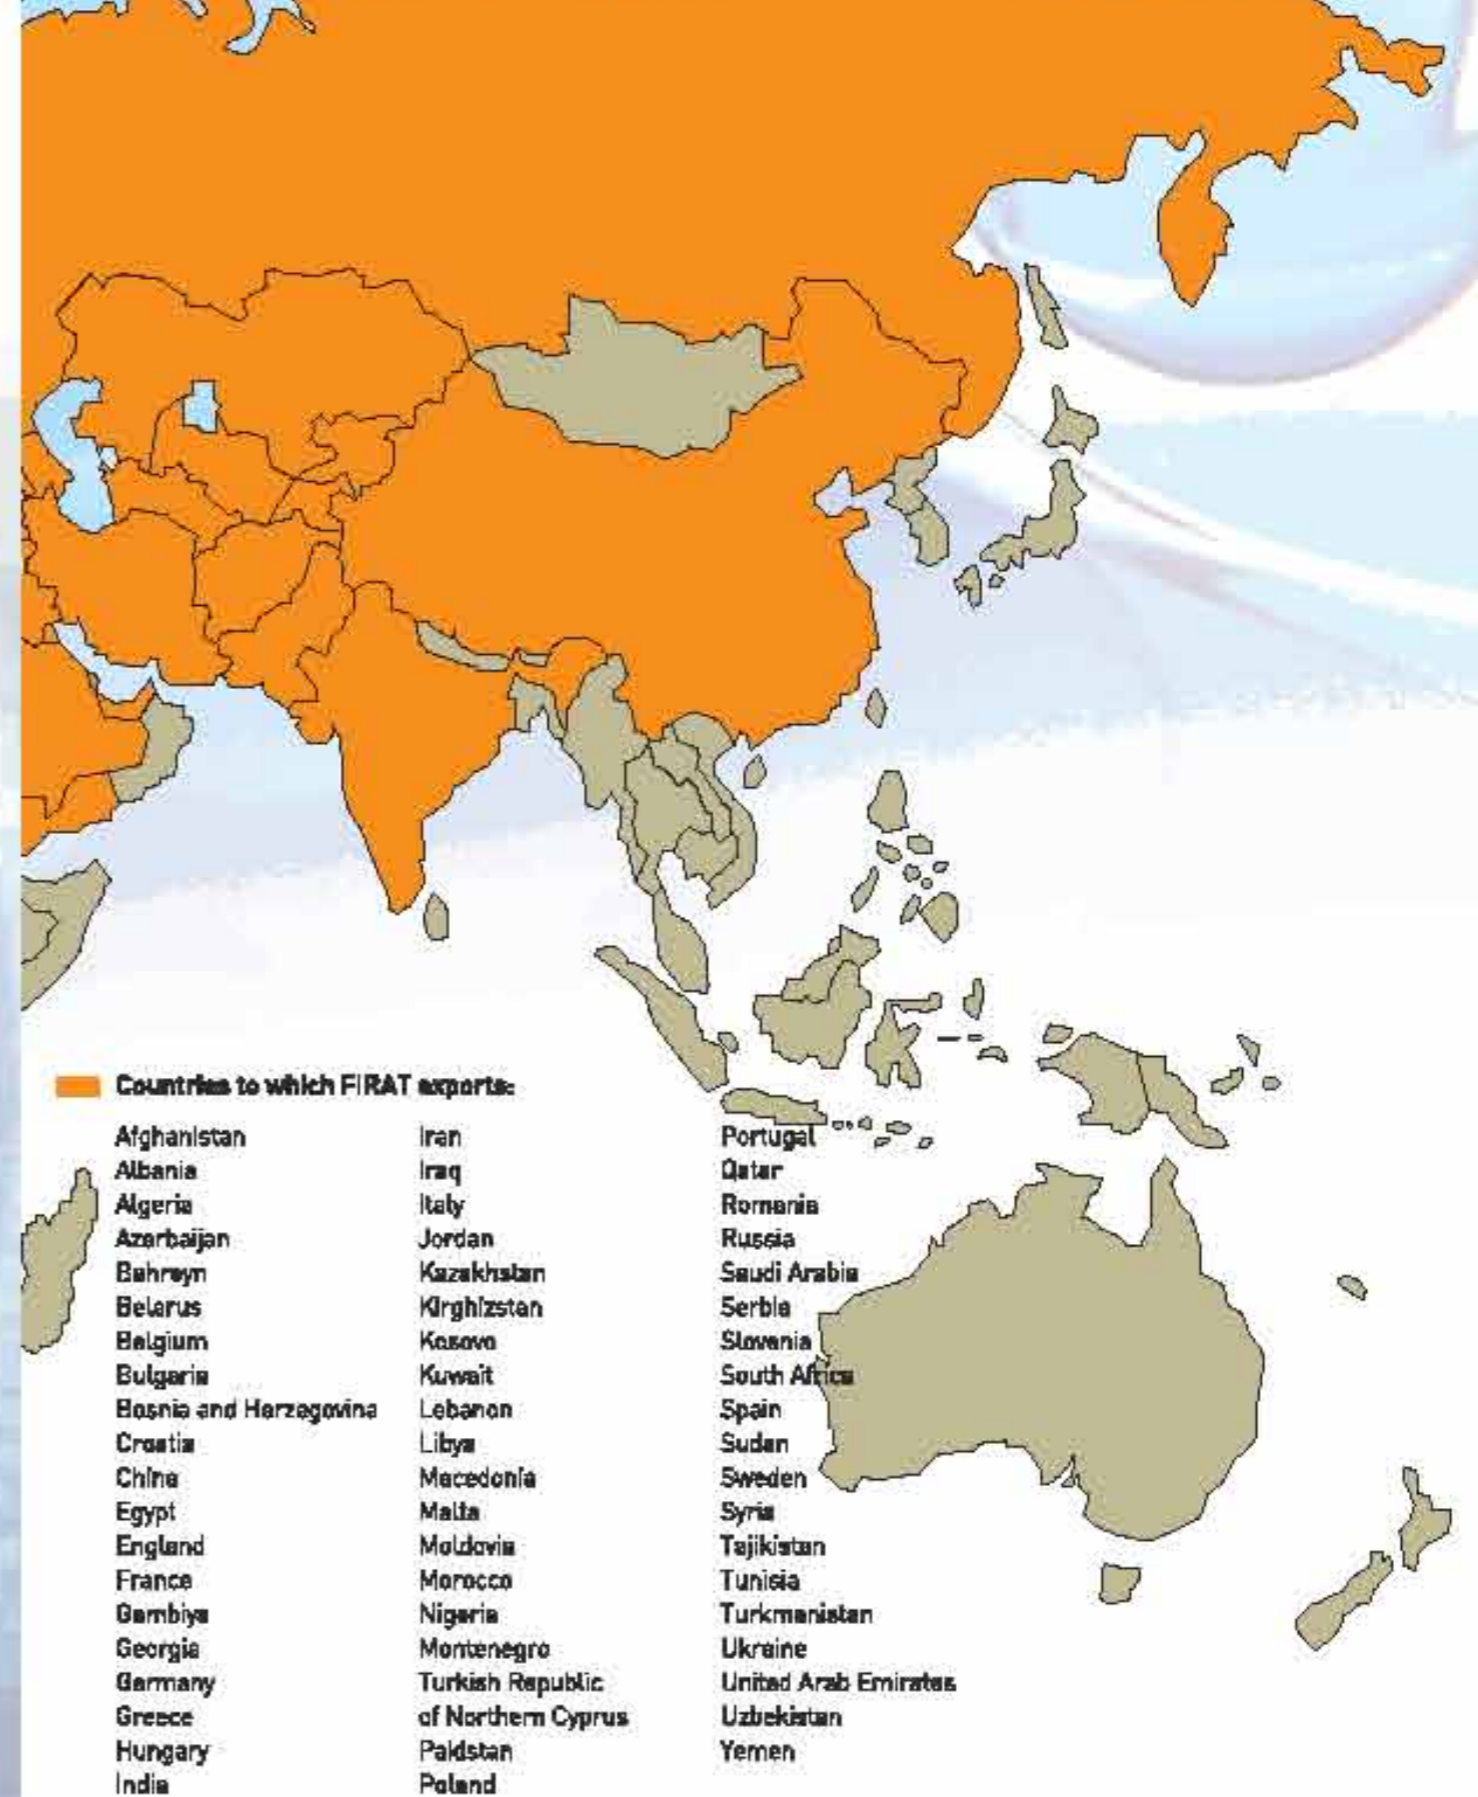 Countries to which FIRAT exports:
Afghanistan
Albania
Algeria
Azerbaijan
Bahreyn
Belarus
Belgium
Bulgaria
Bosnia and Herzegovina
Croatia
China
Egypt
England
France
Gambiya
Georgia
Germany
Greece
Hungary
India
Iran
Iraq
Italy
Jordan
Kazakhstan
Kirghizstan
Kosovo
Kuwait
Lebanon
Libya
Macedonia
Malta
Moldovia
Morocco
Nigeria
Montenegro
Turkish Republic
of Northern Cyprus
Pakistan
Poland
Portugal
Qatar
Romania
Russia
Saudi Arabia
Serbia
Slovenia
South Africa
Spain
Sudan
Sweden
Syria
Tajikistan
Tunisia
Turkmenistan
Ukraine
United Arab Emirates
Uzbekistan
Yemen